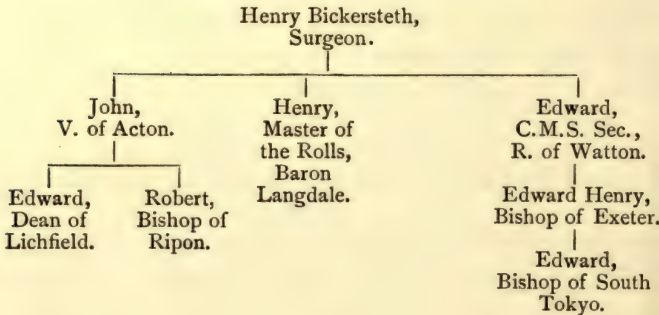 Henry Bickersteth,
Surgeon.
John,
V. of Acton.
Henry,
Master of
the Rolls,
Baron
Langdale.
Edward,
C.M.S. Sec.,
R. of Watton.
Edward,
Dean of
Lichfield.
Robert,
Bishop of
Ripon.
Edward Henry,
Bishop of Exeter.
Edward,
Bishop of South
Tokyo.